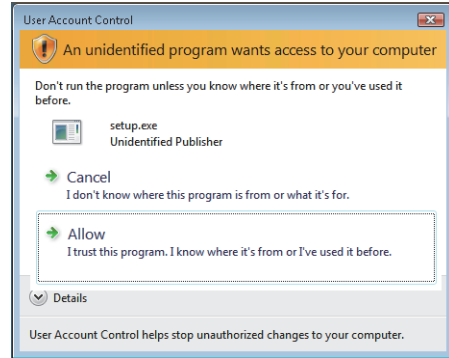 User Account Control
An unidentified program wants access to your computer
Don't run the program unless you know where it's from or you've used it
before.
setup.exe
Unidentified Publisher
Cancel
I don't know where this program is from or what it's for.
Allow
I trust this program. I know where it's from or I've used it before.
Details
User Account Control helps stop unauthorized changes to your computer.